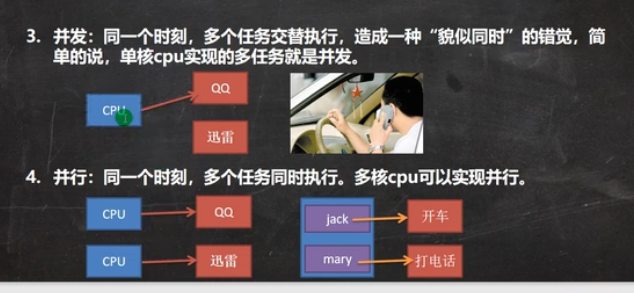 3. 并发：同一个时刻，多个任务交替执行，造成一种“貌似同时”的错觉，简
单的说，单核cpu实现的多任务就是并发。
QQ
CPU
迅雷
4. 并行：同一个时刻，多个任务同时执行。多核cpu可以实现并行。
CPU QQ jack 开车
CPU 迅雷 mary 打电话